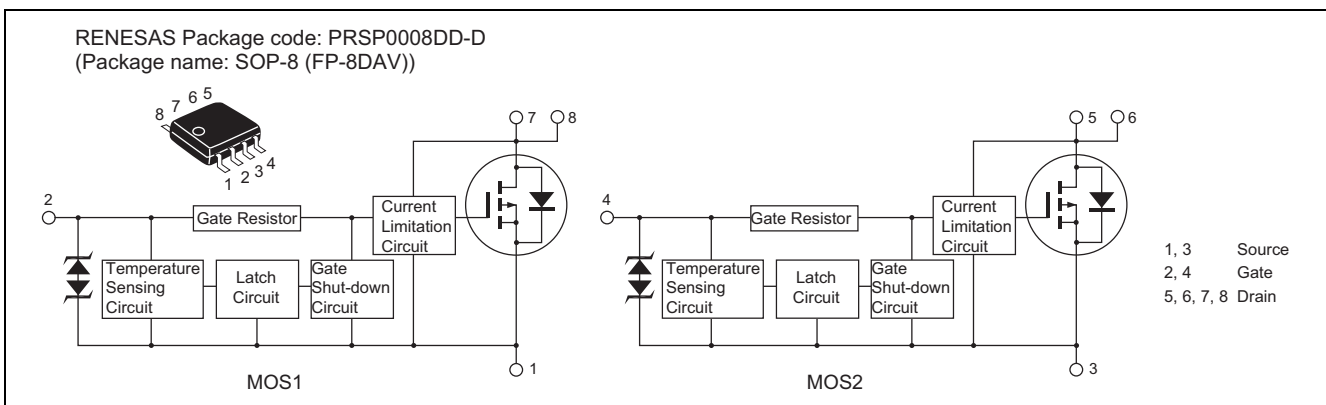 RENESAS Package code: PRSP0008DD-D
(Package name: SOP-8 (FP-8DAV))
8 7 6 5
1 2 3 4
7 8
2
Gate Resistor
Current
Limitation
Circuit
Temperature
Sensing
Circuit
Latch
Circuit
Gate
Shut-down
Circuit
1
MOS1
5 6
4
Gate Resistor
Current
Limitation
Circuit
Temperature
Sensing
Circuit
Latch
Circuit
Gate
Shut-down
Circuit
3
MOS2
1, 3 Source
2, 4 Gate
5, 6, 7, 8 Drain